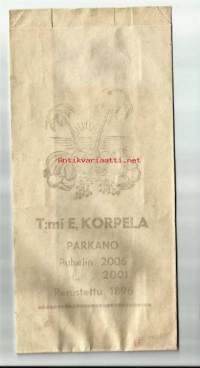 Antikvariaatti.net
T:mi E. KORPELA
PARKANO
Puhelin 2006
„ 2001
Perustettu 1896